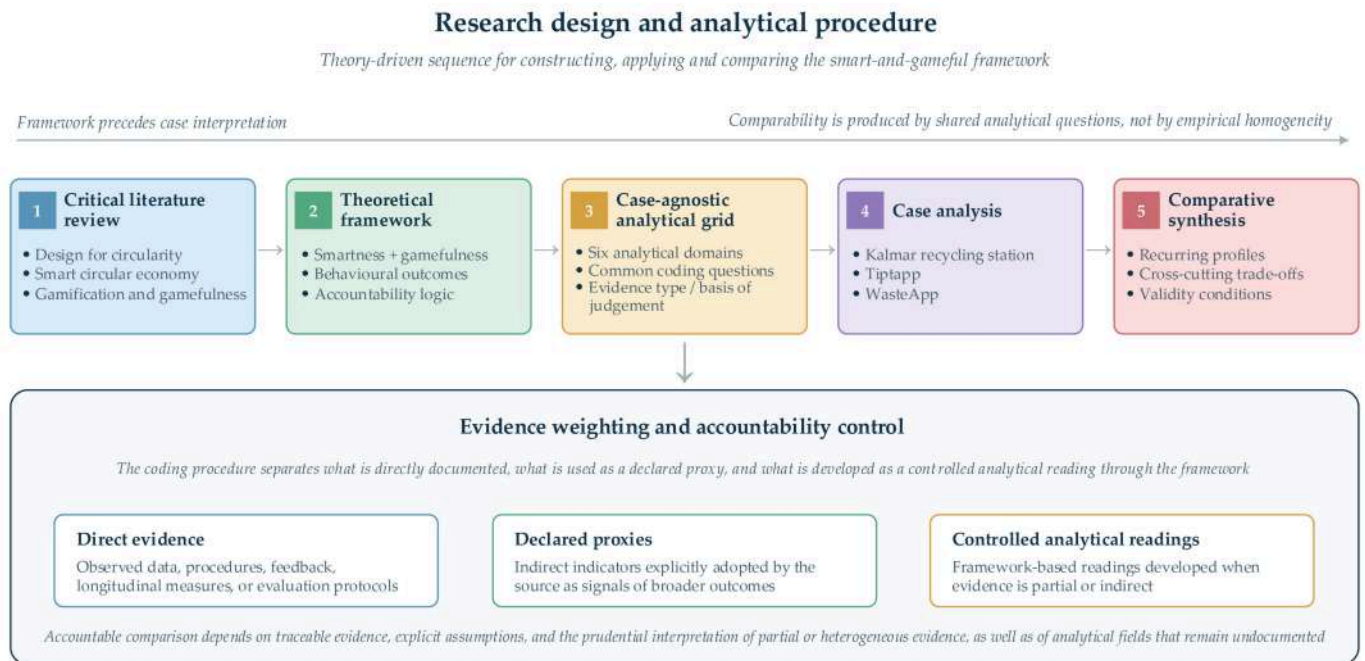 Research design and analytical procedure
Theory-driven sequence for constructing, applying and comparing the smart-and-gameful framework
Framework precedes case interpretation
Comparability is produced by shared analytical questions, not by empirical homogeneity
1
Critical literature
review
• Design for circularity
• Smart circular economy
• Gamification and gamefulness
2
Theoretical
framework
• Smartness + gamefulness
• Behavioural outcomes
• Accountability logic
3
Case-agnostic
analytical grid
• Six analytical domains
• Common coding questions
• Evidence type / basis of
judgement
4
Case analysis
• Kalmar recycling station
• Tiptapp
• WasteApp
5
Comparative
synthesis
• Recurring profiles
• Cross-cutting trade-offs
• Validity conditions
Evidence weighting and accountability control
The coding procedure separates what is directly documented, what is used as a declared proxy, and what is developed as a controlled analytical reading through the framework
Direct evidence
Observed data, procedures, feedback,
longitudinal measures, or evaluation protocols
Declared proxies
Indirect indicators explicitly adopted by the
source as signals of broader outcomes
Controlled analytical readings
Framework-based readings developed when
evidence is partial or indirect
Accountable comparison depends on traceable evidence, explicit assumptions, and the prudential interpretation of partial or heterogeneous evidence, as well as of analytical fields that remain undocumented